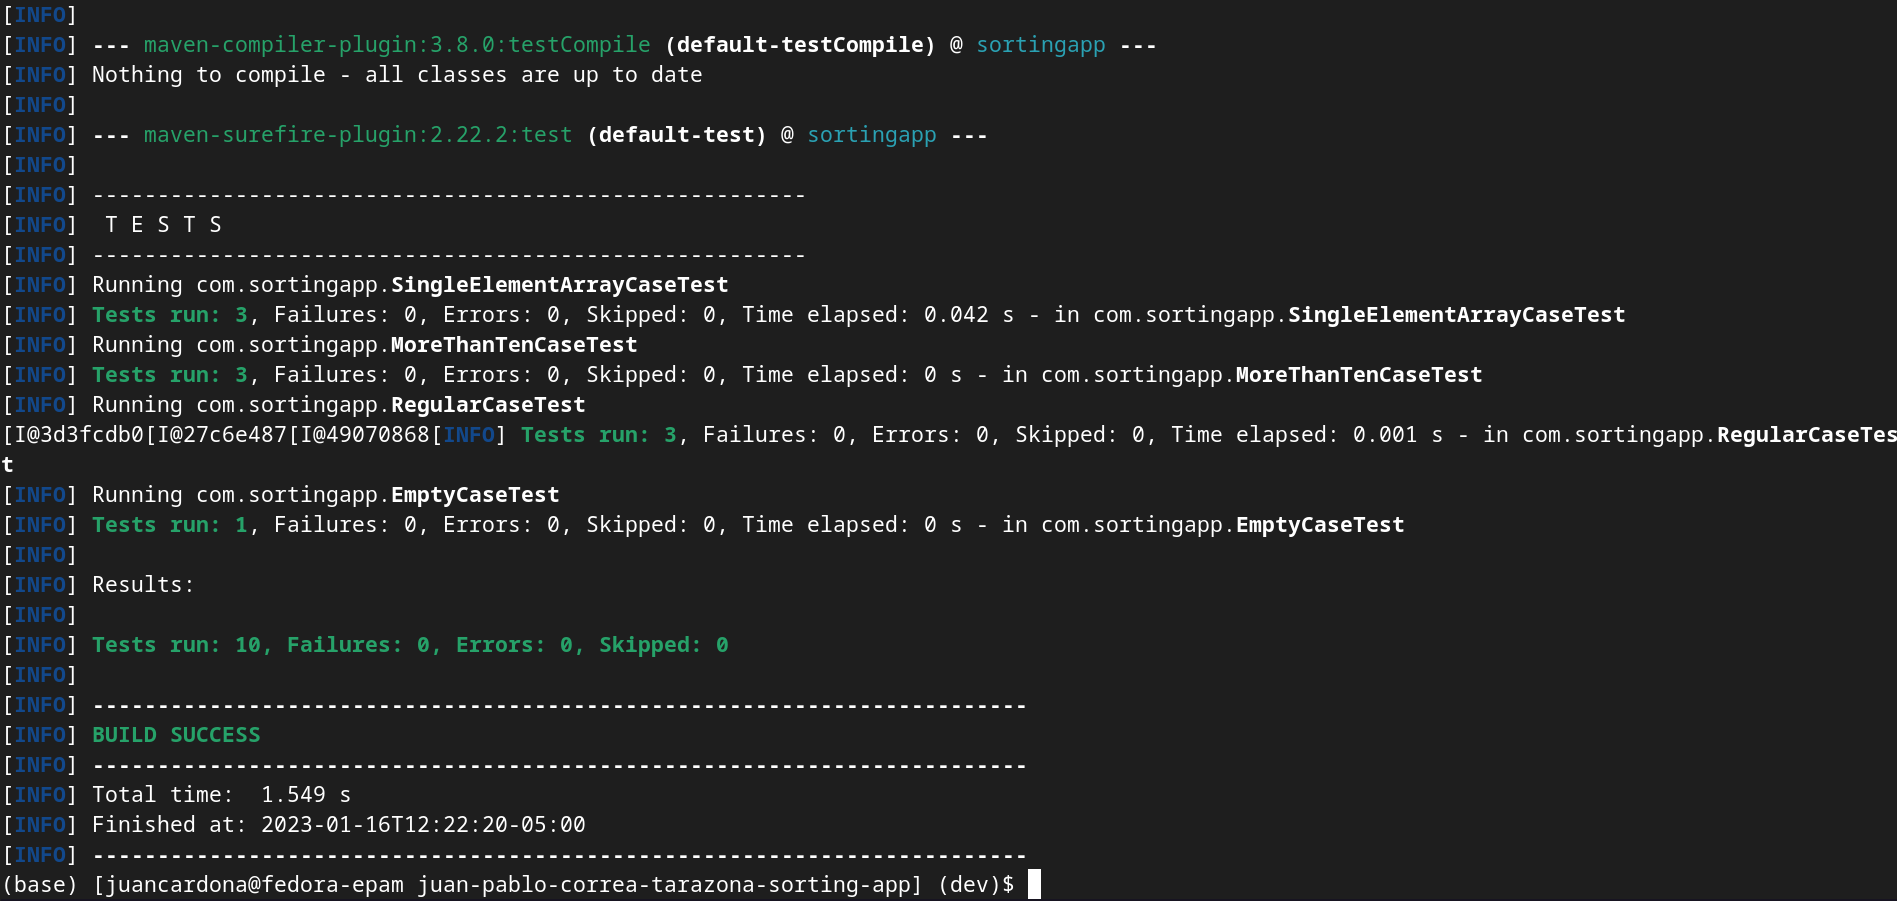 [INFO]
[INFO] --- maven-compiler-plugin:3.8.0:testCompile (default-testCompile) @ sortingapp ---
[INFO] Nothing to compile - all classes are up to date
[INFO]
[INFO] --- maven-surefire-plugin:2.22.2:test (default-test) @ sortingapp ---
[INFO]
[INFO] -------------------------------------------------------
[INFO]  T E S T S
[INFO] -------------------------------------------------------
[INFO] Running com.sortingapp.SingleElementArrayCaseTest
[INFO] Tests run: 3, Failures: 0, Errors: 0, Skipped: 0, Time elapsed: 0.042 s - in com.sortingapp.SingleElementArrayCaseTest
[INFO] Running com.sortingapp.MoreThanTenCaseTest
[INFO] Tests run: 3, Failures: 0, Errors: 0, Skipped: 0, Time elapsed: 0 s - in com.sortingapp.MoreThanTenCaseTest
[INFO] Running com.sortingapp.RegularCaseTest
[I@3d3fcdb0[I@27c6e487[I@49070868[INFO] Tests run: 3, Failures: 0, Errors: 0, Skipped: 0, Time elapsed: 0.001 s - in com.sortingapp.RegularCaseTes
t
[INFO] Running com.sortingapp.EmptyCaseTest
[INFO] Tests run: 1, Failures: 0, Errors: 0, Skipped: 0, Time elapsed: 0 s - in com.sortingapp.EmptyCaseTest
[INFO]
[INFO] Results:
[INFO]
[INFO] Tests run: 10, Failures: 0, Errors: 0, Skipped: 0
[INFO]
[INFO] ------------------------------------------------------------------------
[INFO] BUILD SUCCESS
[INFO] ------------------------------------------------------------------------
[INFO] Total time:  1.549 s
[INFO] Finished at: 2023-01-16T12:22:20-05:00
[INFO] ------------------------------------------------------------------------
(base) [juancardona@fedora-epam juan-pablo-correa-tarazona-sorting-app] (dev)$